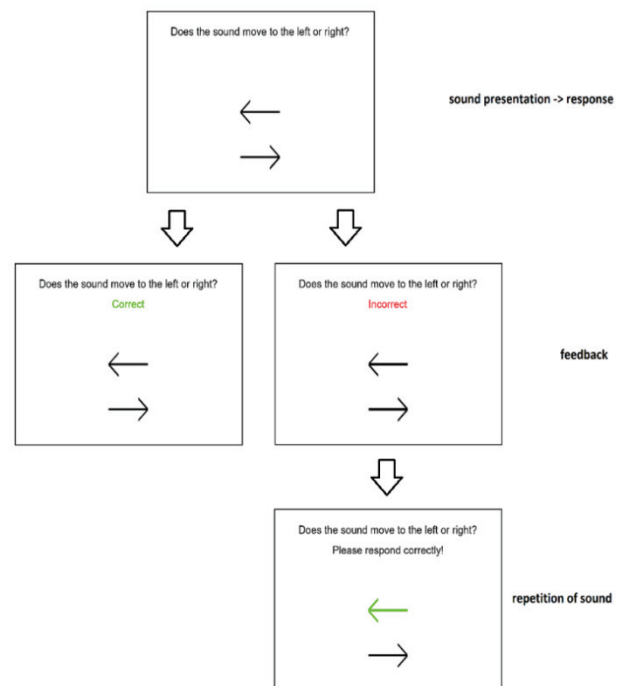 Does the sound move to the left or right?
sound presentation -> response
Does the sound move to the left or right?
Correct
Does the sound move to the left or right?
Incorrect
feedback
Does the sound move to the left or right?
Please respond correctly!
repetition of sound